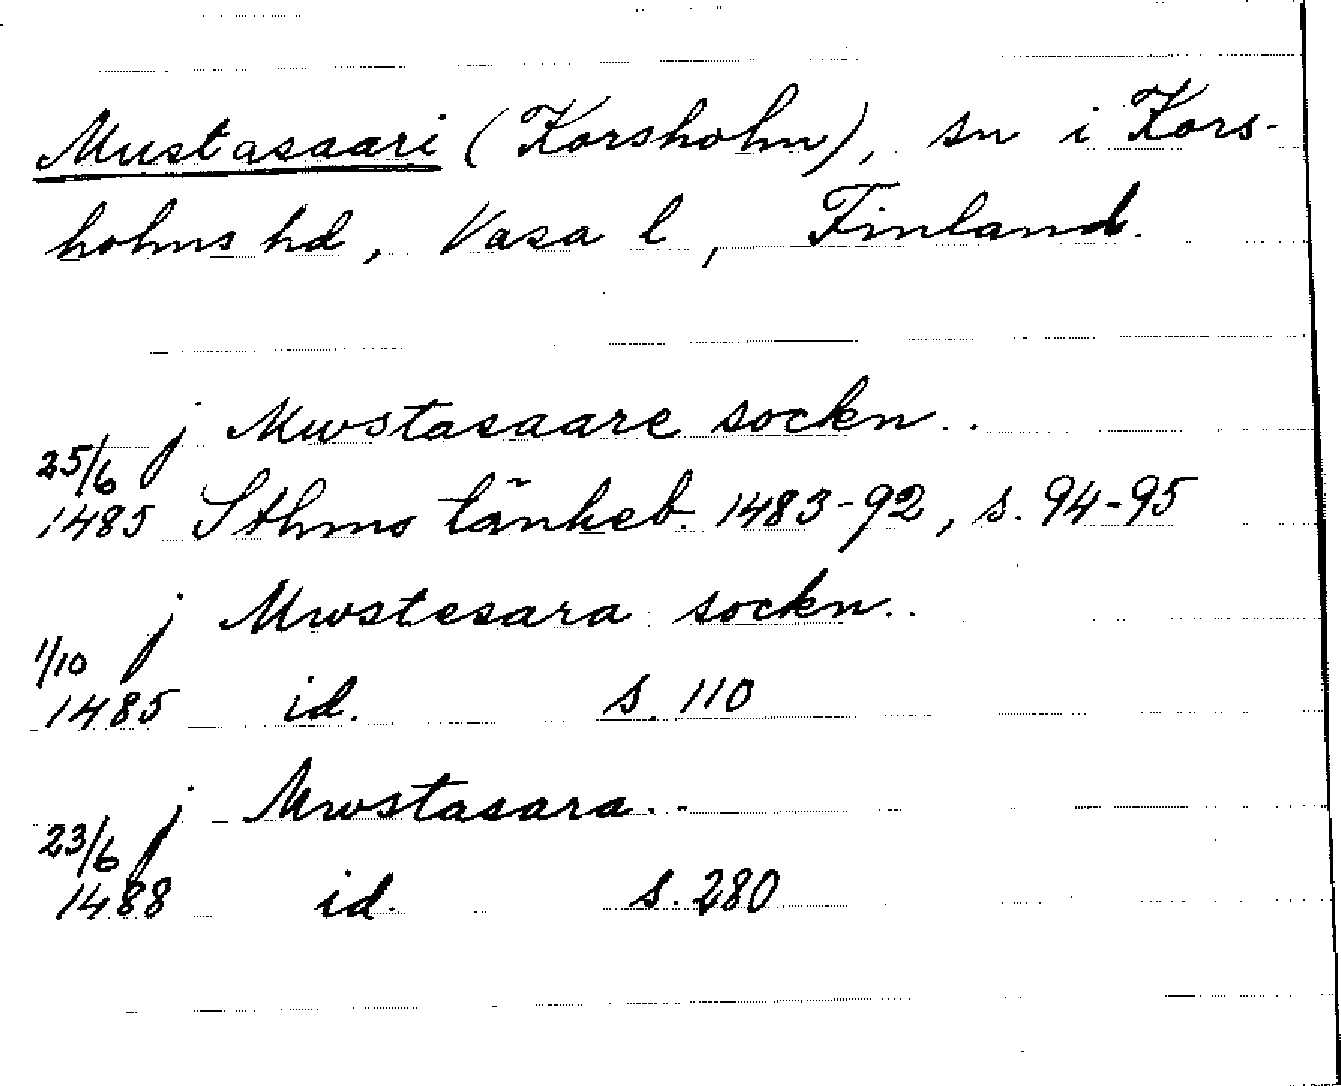 Mustasaari (Korsholm), sn i Kors-
holms hd, Vasa l, Finland.
j Mwstasaare sockn..
25/6
1485 Sthms tänkeb. 1483-92, s. 94-95
j Mwstesara sockn..
1/10
1485 id. s. 110
j Mwstasara..
23/6
1488 id. s. 280